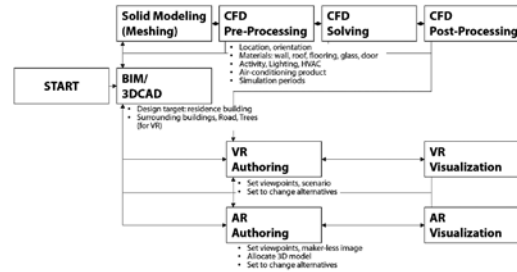 Solid Modeling
(Meshing)
CFD
Pre-Processing
CFD
Solving
CFD
Post-Processing
• Location, orientation
• Materials: wall, roof, flooring, glass, door
• Activity, Lighting, HVAC
• Air-conditioning product
• Simulation periods
START
BIM/
3DCAD
• Design target: residence building
• Surrounding buildings, Road, Trees
(for VR)
VR
Authoring
VR
Visualization
• Set viewpoints, scenario
• Set to change alternatives
AR
Authoring
AR
Visualization
• Set viewpoints, maker-less image
• Allocate 3D model
• Set to change alternatives